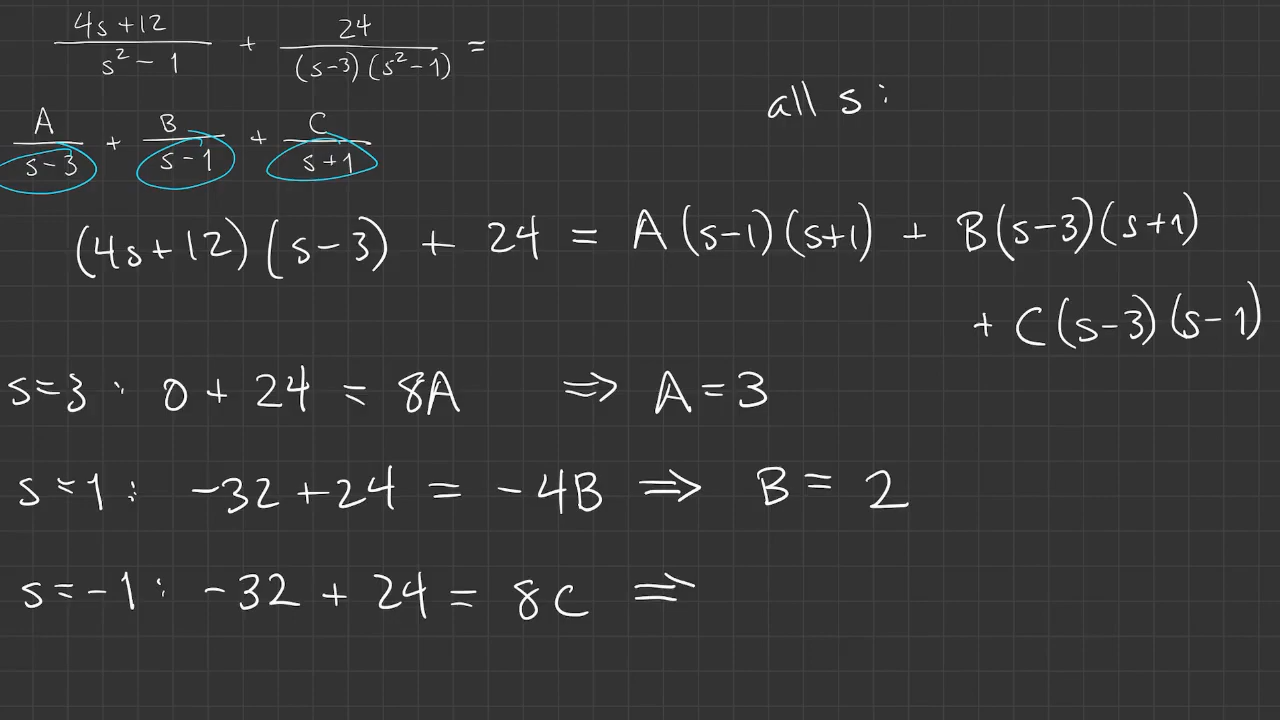 (4s+12)/(s² - 1) + 24/((s-3)(s²-1)) =
all s :
A/(s-3) + B/(s-1) + C/(s+1)
(4s+12)(s-3) + 24 = A(s-1)(s+1) + B(s-3)(s+1)
+ C(s-3)(s-1)
s=3 : 0 + 24 = 8A ⇒ A = 3
s=1 : -32+24 = -4B ⇒ B = 2
s=-1 : -32 + 24 = 8C ⇒